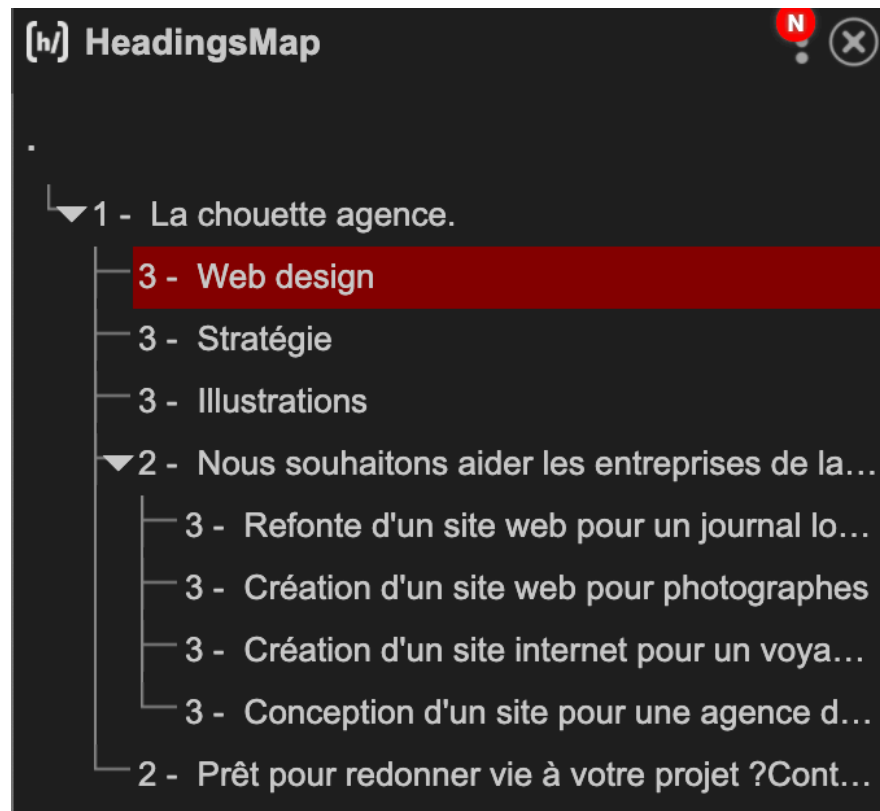 [h/] HeadingsMap N
.
1 - La chouette agence.
3 - Web design
3 - Stratégie
3 - Illustrations
2 - Nous souhaitons aider les entreprises de la…
3 - Refonte d'un site web pour un journal lo…
3 - Création d'un site web pour photographes
3 - Création d'un site internet pour un voya…
3 - Conception d'un site pour une agence d…
2 - Prêt pour redonner vie à votre projet ?Cont…